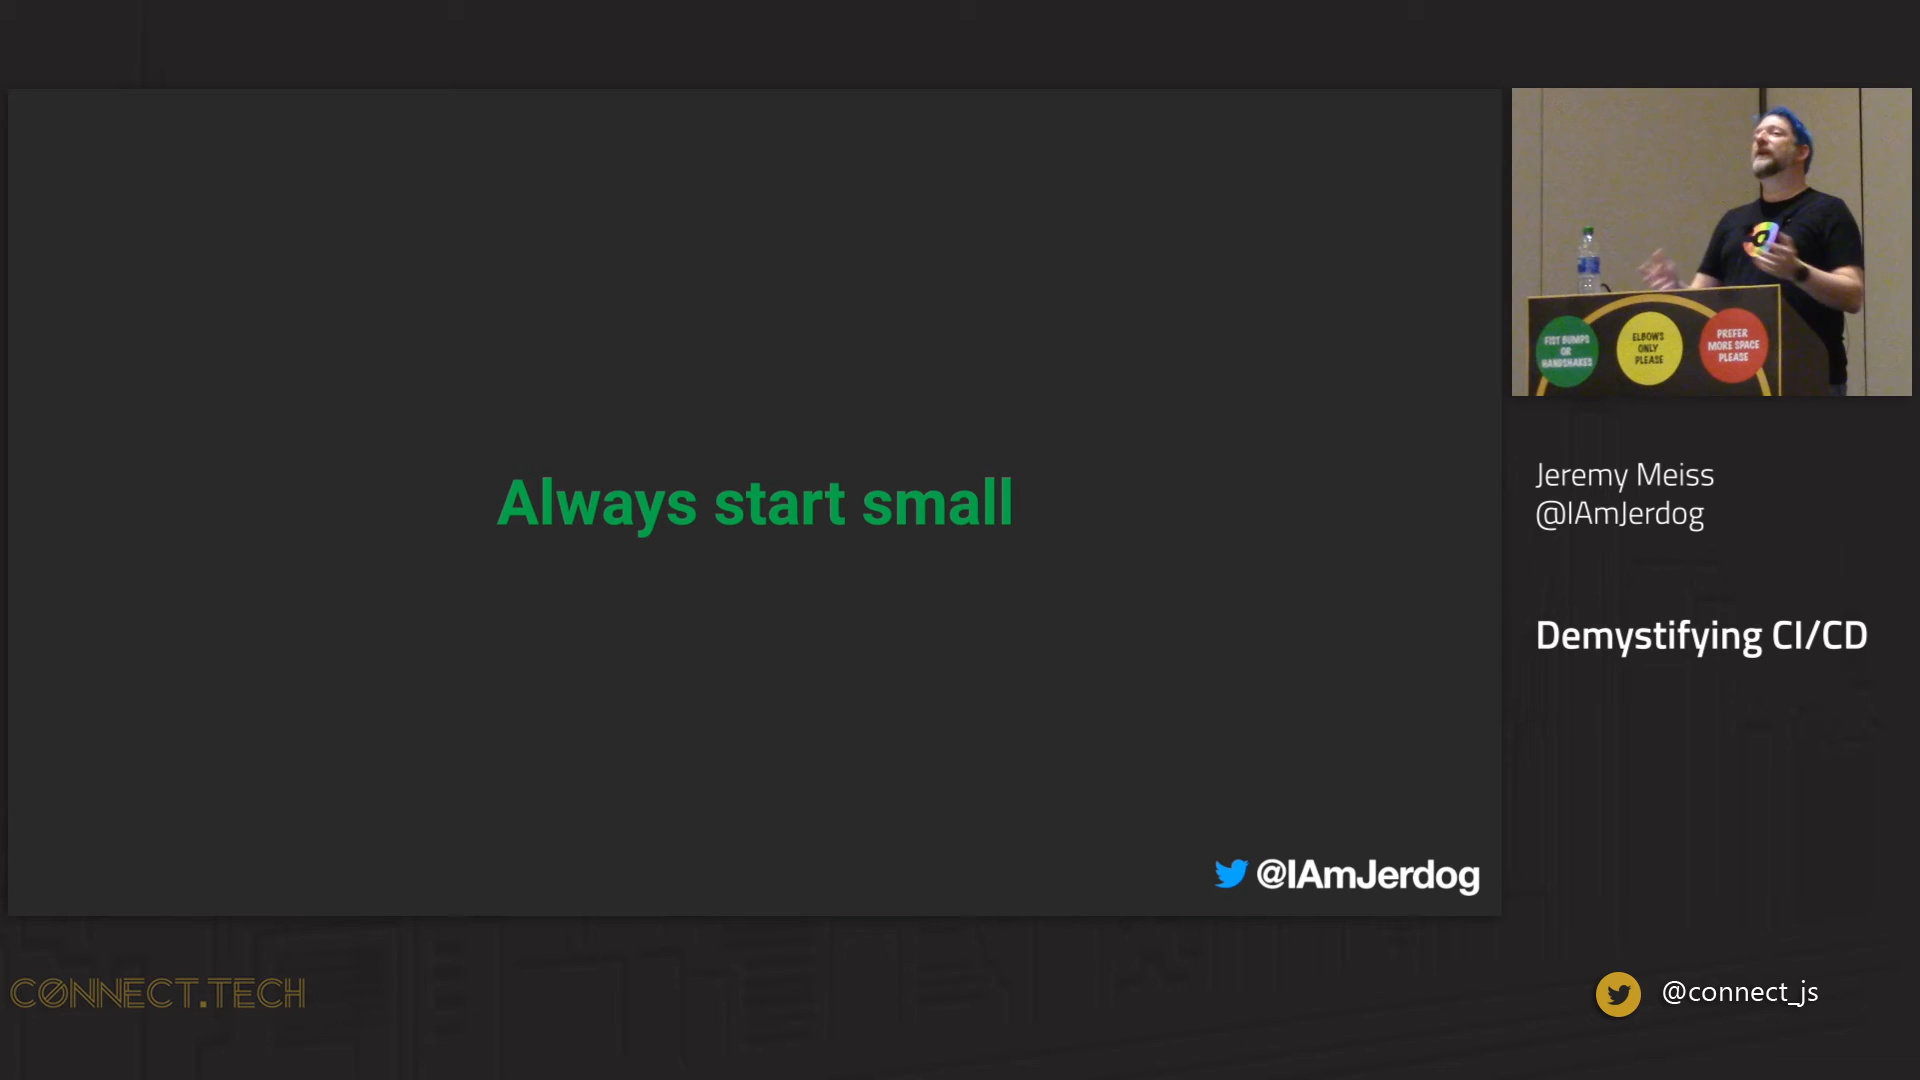 Always start small
@IAmJerdog
FIST BUMPS
OR
HANDSHAKES
ELBOWS
ONLY
PLEASE
PREFER
MORE SPACE
PLEASE
Jeremy Meiss
@IAmJerdog
Demystifying CI/CD
CONNECT.TECH
@connect_js